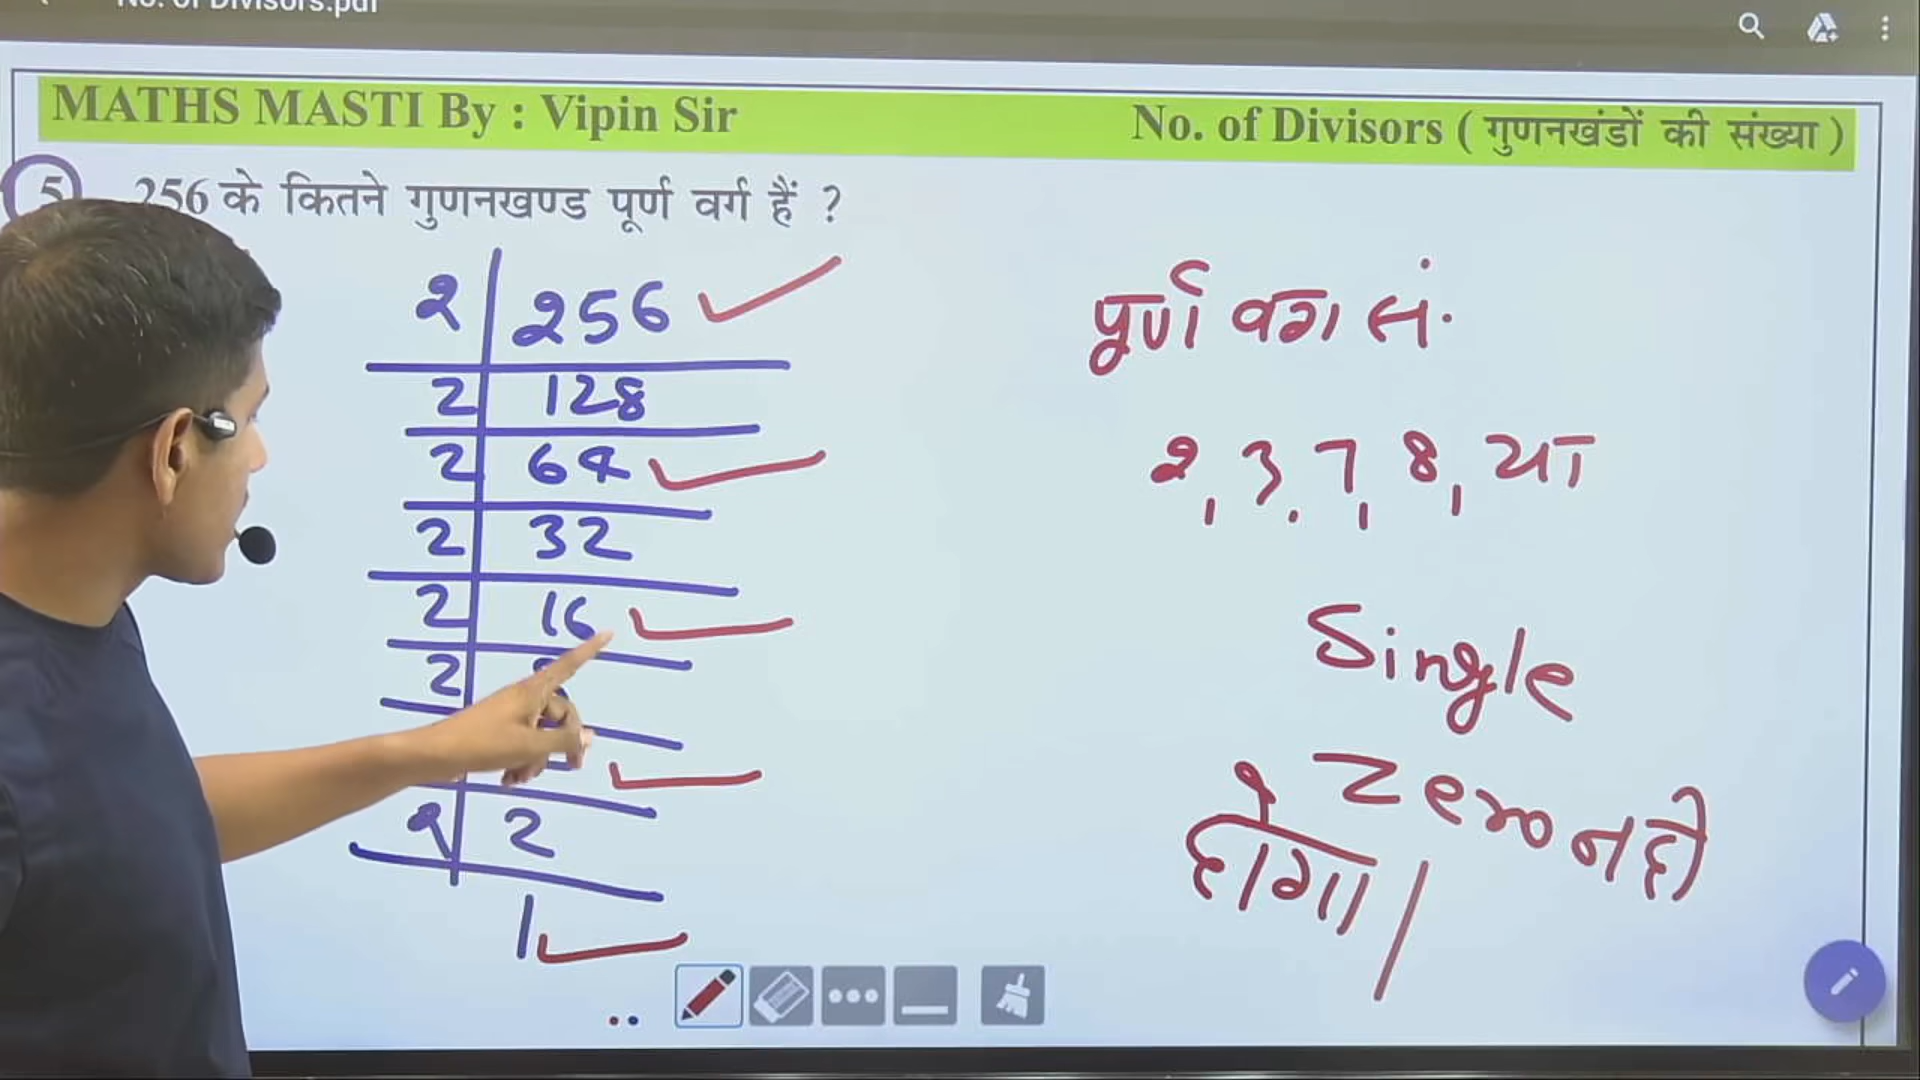 No. of Divisors.pdf
MATHS MASTI By : Vipin Sir No. of Divisors ( गुणनखंडों की संख्या )
5 256 के कितने गुणनखण्ड पूर्ण वर्ग हैं ?
2 256
2 128
2 64
2 32
2 16
2
2 2
1
पूर्ण वर्ग सं.
2, 3, 7, 8, या
Single
Zero नही
होगा।